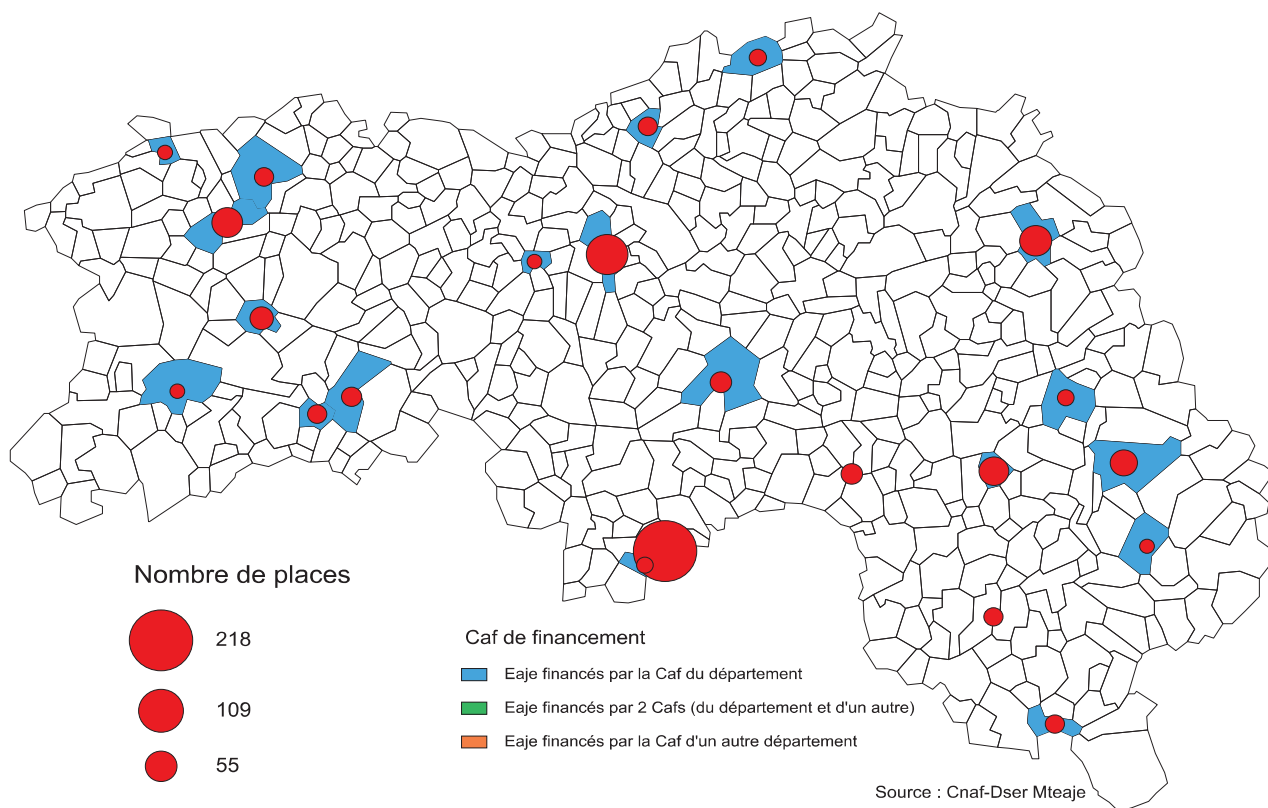 Nombre de places
218
109
55
Caf de financement
Eaje financés par la Caf du département
Eaje financés par 2 Cafs (du département et d'un autre)
Eaje financés par la Caf d'un autre département
Source : Cnaf-Dser Mteaje